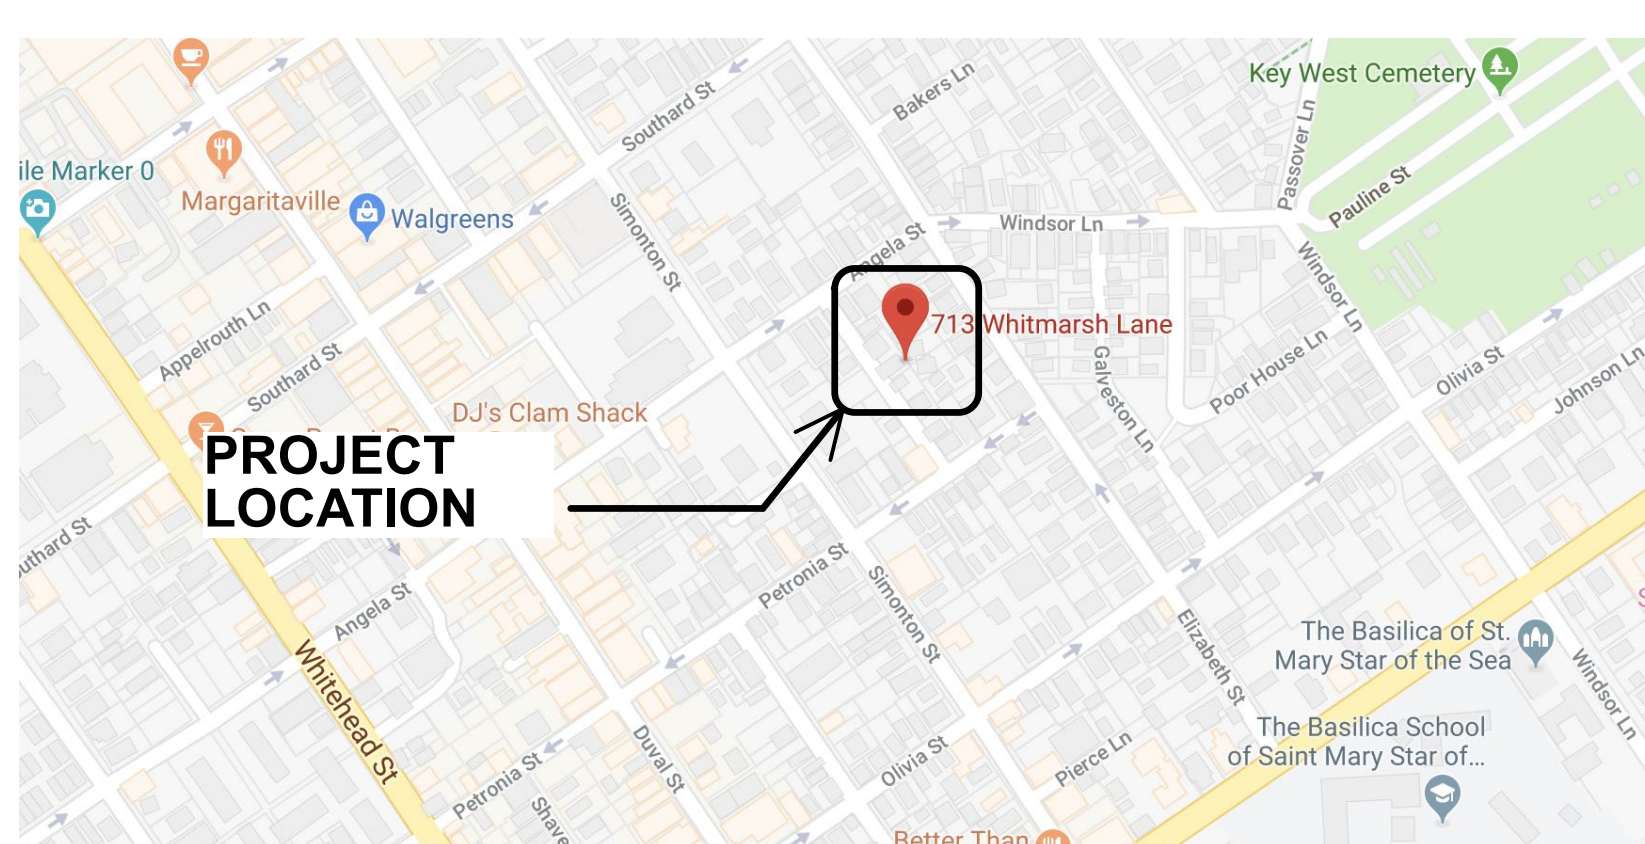 Key West Cemetery
Bakers Ln
Southard St
Passover Ln
ile Marker 0
Margaritaville
Walgreens
Simonton St
Pauline St
Windsor Ln
Angela St
Windsor Ln
Appelrouth Ln
713 Whitmarsh Lane
Southard St
Galveston Ln
Poor House Ln
Olivia St
Johnson Ln
DJ's Clam Shack
PROJECT
LOCATION
uthard St
Petronia St
Simonton St
Angela St
Elizabeth St
The Basilica of St.
Mary Star of the Sea
Whitehead St
Windsor Ln
Duval St
Olivia St
Pierce Ln
The Basilica School
of Saint Mary Star of...
Petronia St
Shave
Better Than